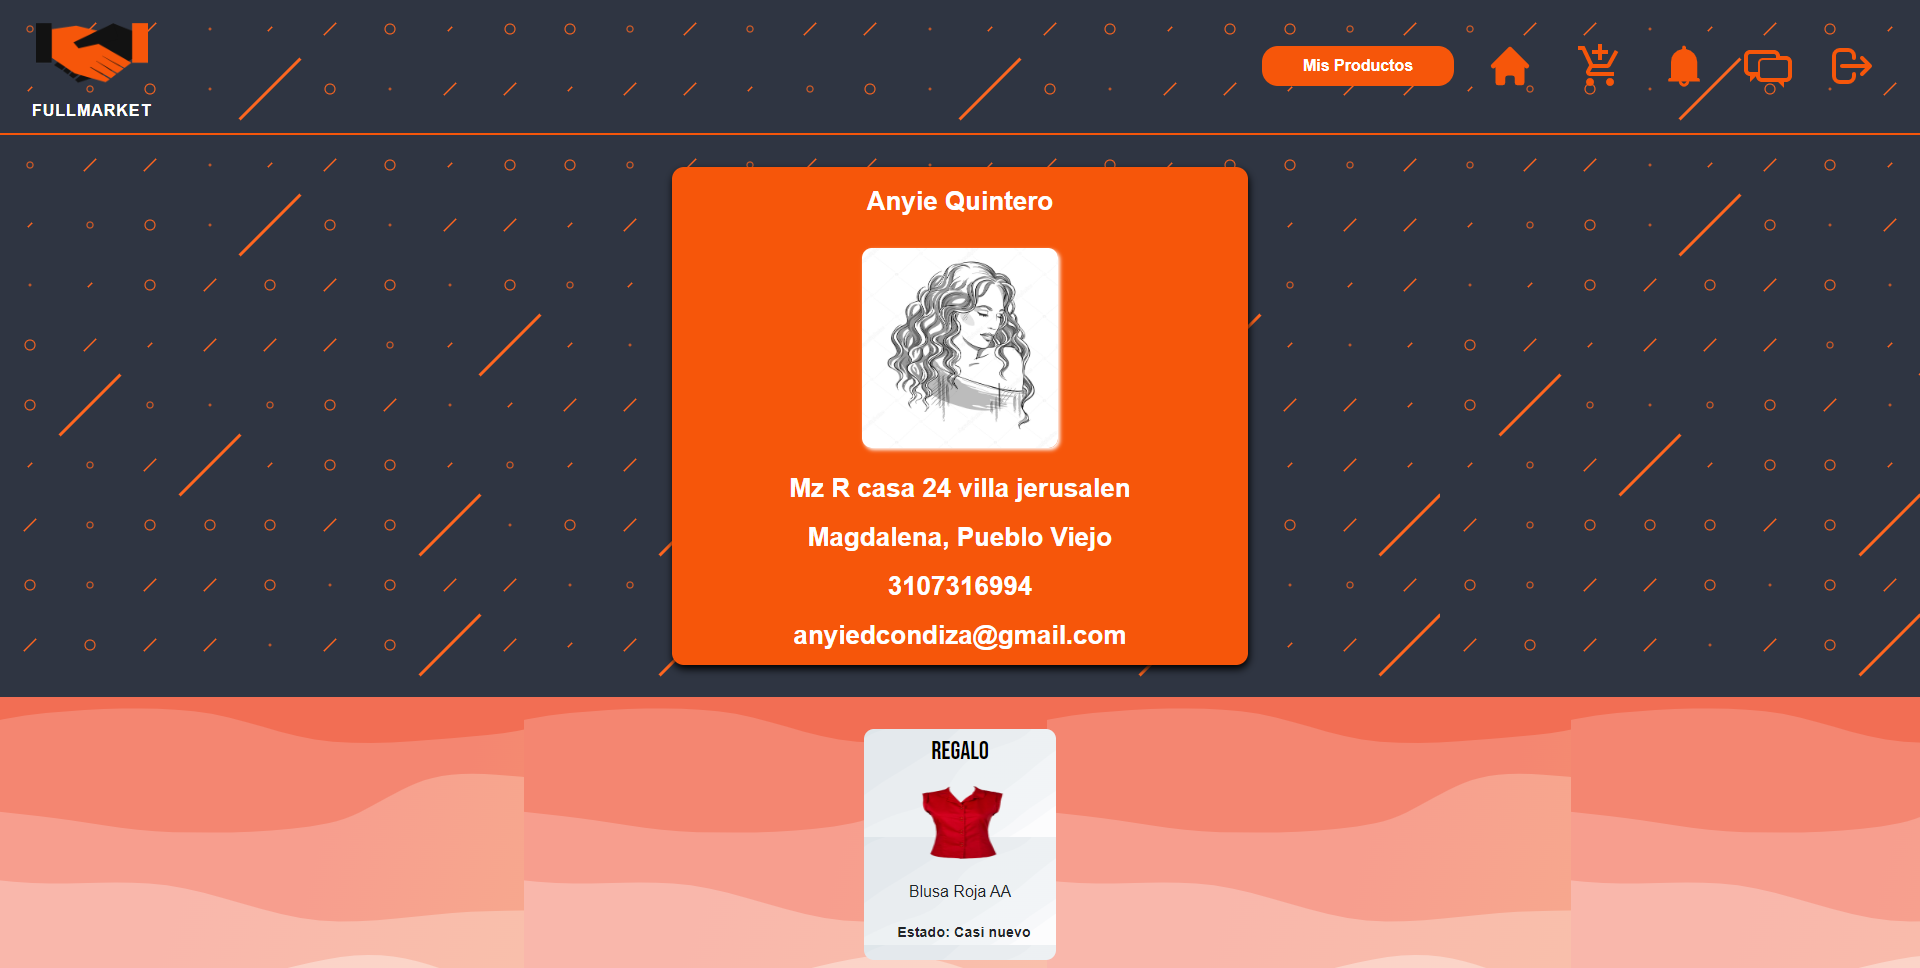 FULLMARKET
Mis Productos
Anyie Quintero
Mz R casa 24 villa jerusalen
Magdalena, Pueblo Viejo
3107316994
anyiedcondiza@gmail.com
REGALO
Blusa Roja AA
Estado: Casi nuevo